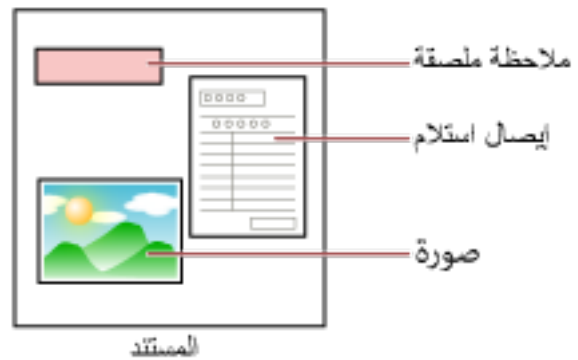 ملاحظة ملصقة
إيصال استلام
صورة
المستند